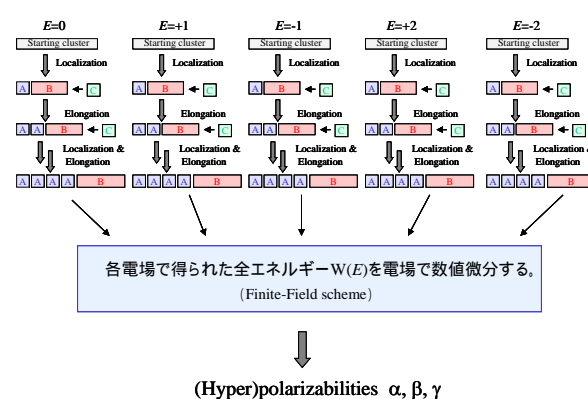 E=0 E=+1 E=-1 E=+2 E=-2
Starting cluster Starting cluster Starting cluster Starting cluster Starting cluster
Localization Localization Localization Localization Localization
A B C A B C A B C A B C A B C
Elongation Elongation Elongation Elongation Elongation
A A B C A A B C A A B C A A B C A A B C
Localization & Localization & Localization & Localization & Localization &
Elongation Elongation Elongation Elongation Elongation
A A A A B A A A A B A A A A B A A A A B A A A A B
各電場で得られた全エネルギーW(E)を電場で数値微分する。
(Finite-Field scheme)
(Hyper)polarizabilities α, β, γ